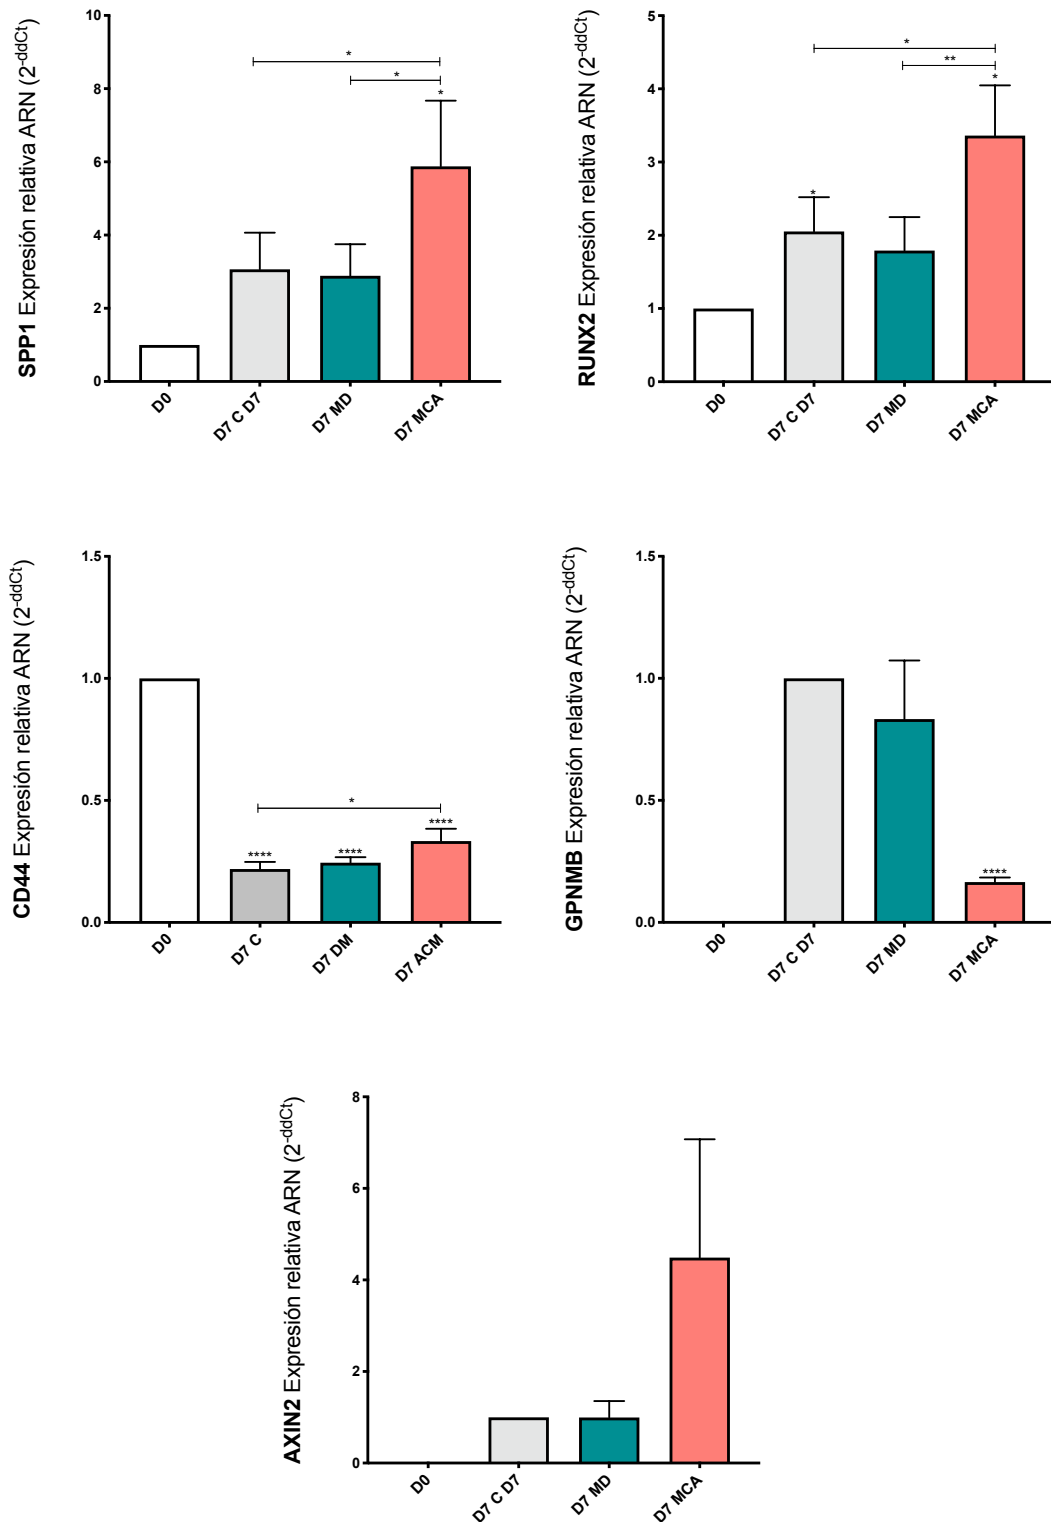 SPP1 Expresión relativa ARN (2-ddCt)
10
8
6
4
2
0
*
*
*
D0
D7 C D7
D7 MD
D7 MCA
RUNX2 Expresión relativa ARN (2-ddCt)
5
4
3
2
1
0
*
**
*
*
D0
D7 C D7
D7 MD
D7 MCA
CD44 Expresión relativa ARN (2-ddCt)
1.5
1.0
0.5
0.0
*
****
****
****
D0
D7 C
D7 DM
D7 ACM
GPNMB Expresión relativa ARN (2-ddCt)
1.5
1.0
0.5
0.0
****
D0
D7 C D7
D7 MD
D7 MCA
AXIN2 Expresión relativa ARN (2-ddCt)
8
6
4
2
0
D0
D7 C D7
D7 MD
D7 MCA